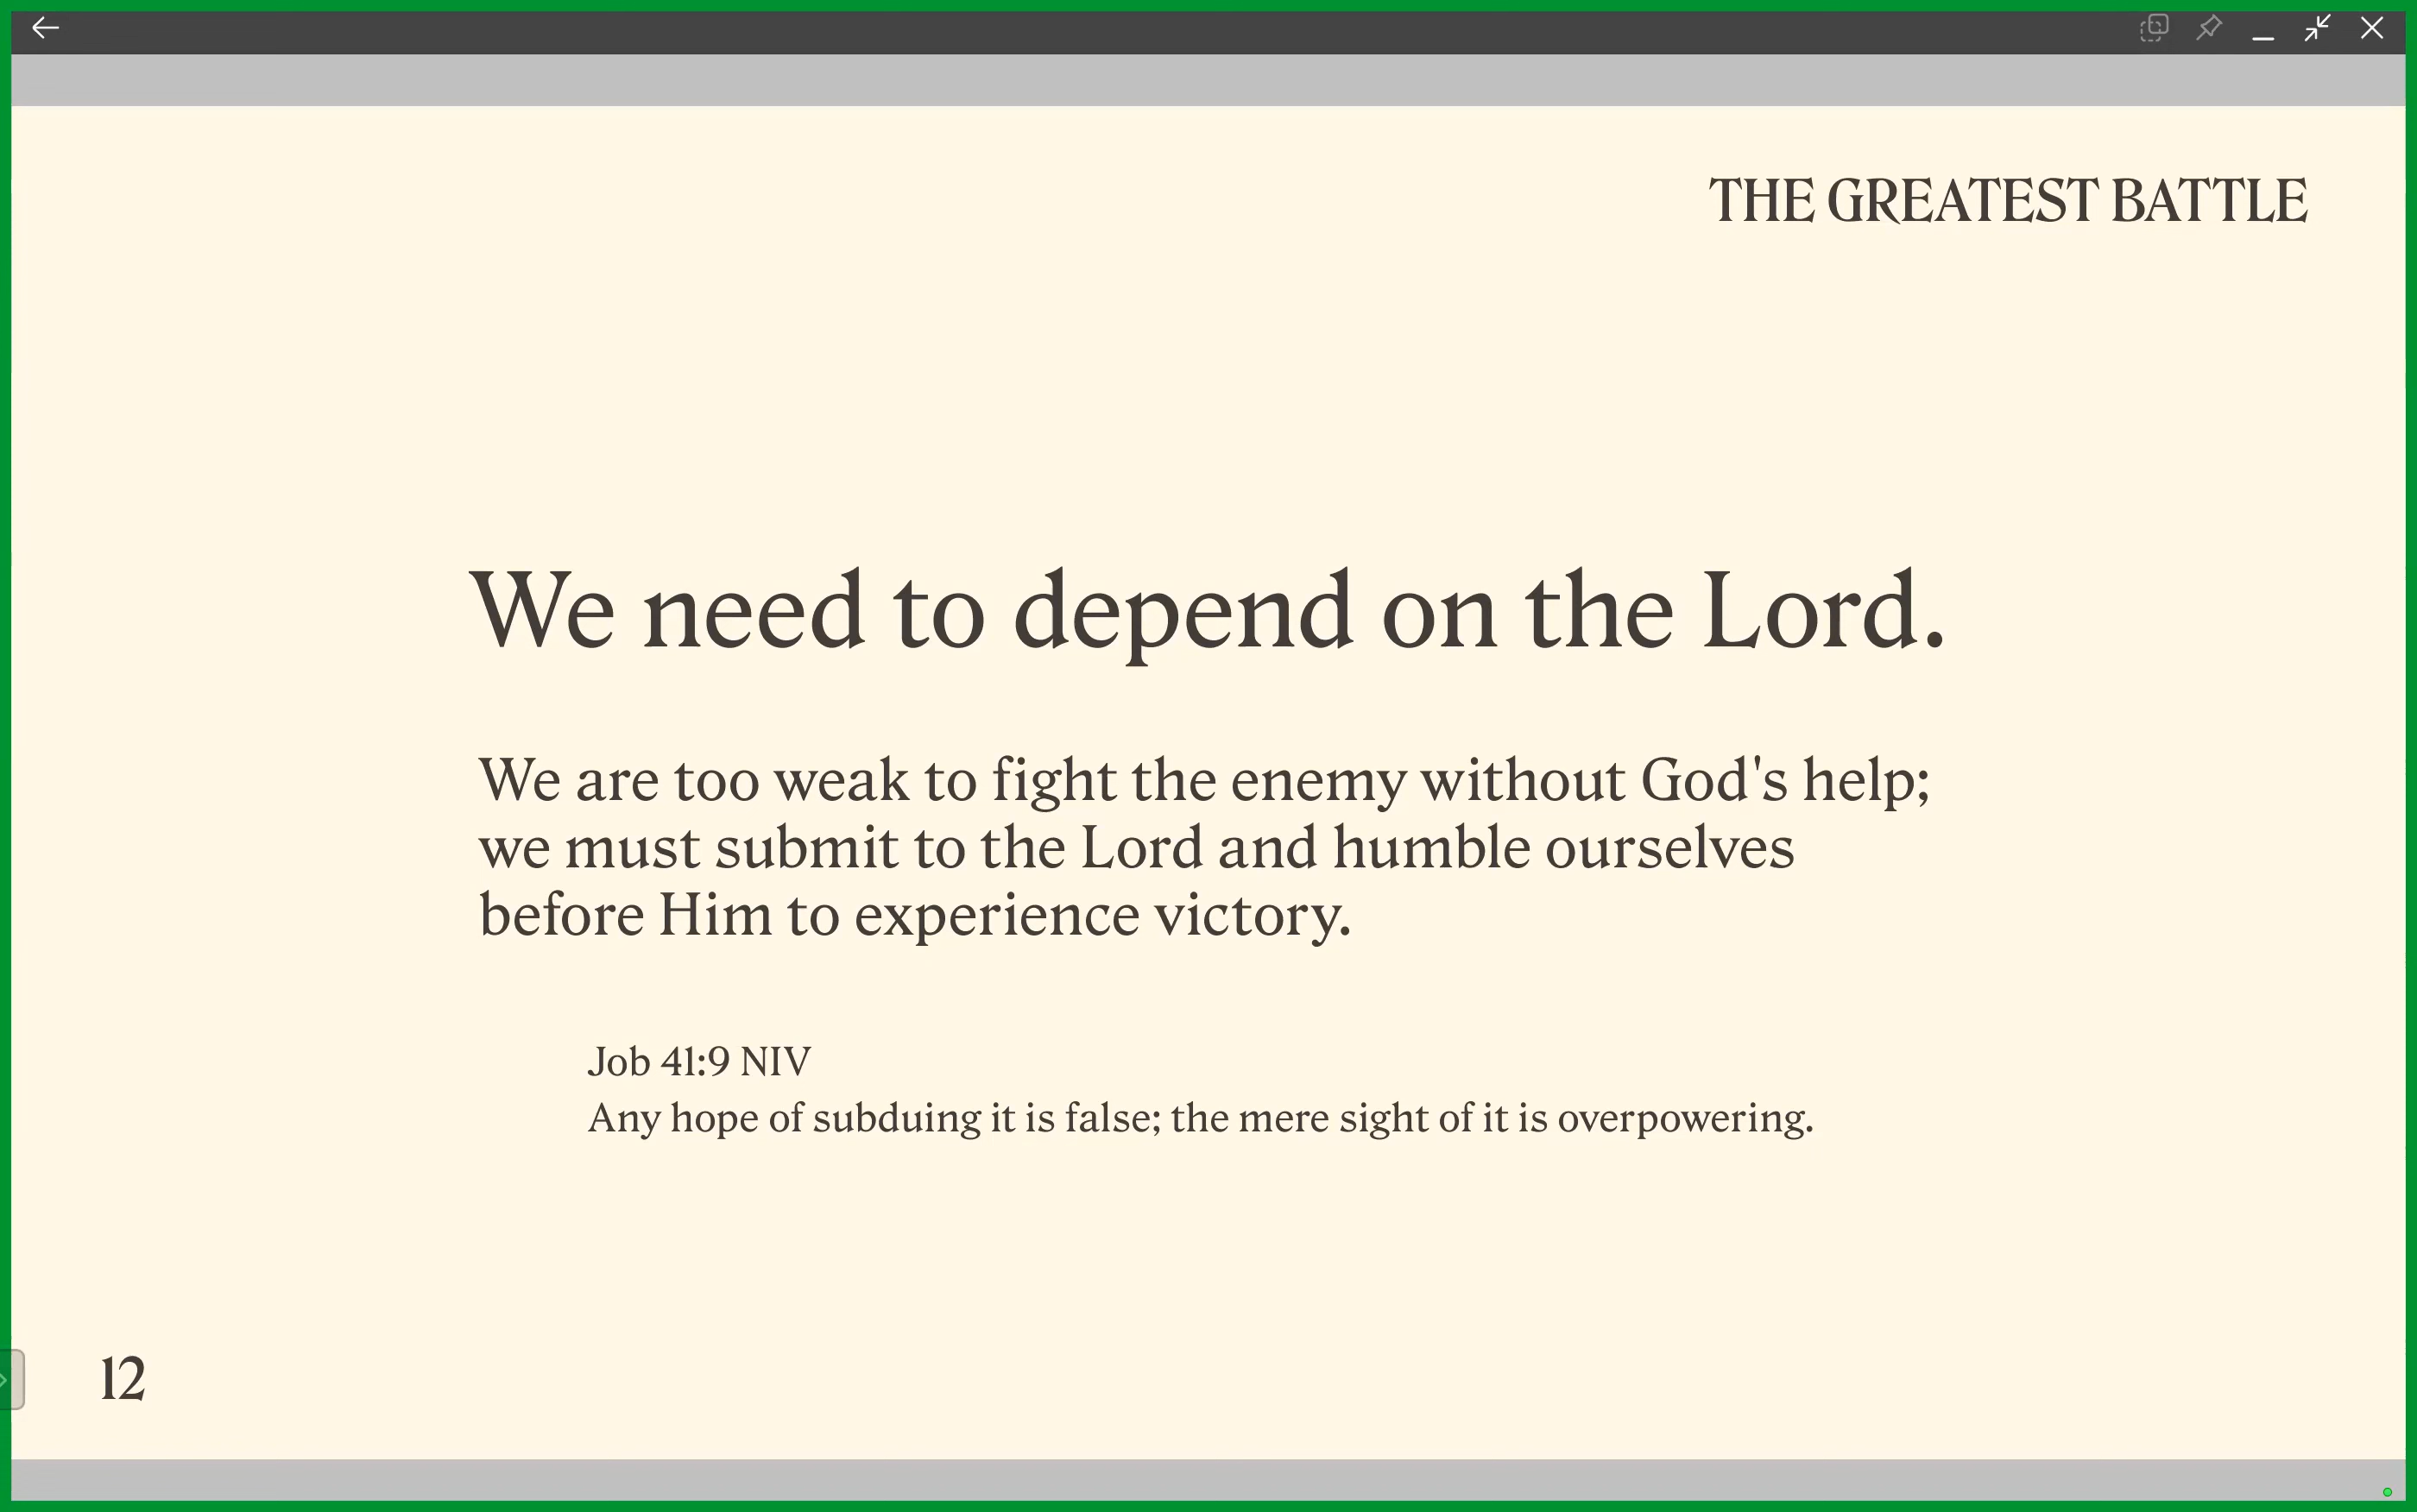 THE GREATEST BATTLE
We need to depend on the Lord.
We are too weak to fight the enemy without God's help;
we must submit to the Lord and humble ourselves
before Him to experience victory.
Job 41:9 NIV
Any hope of subduing it is false; the mere sight of it is overpowering.
12